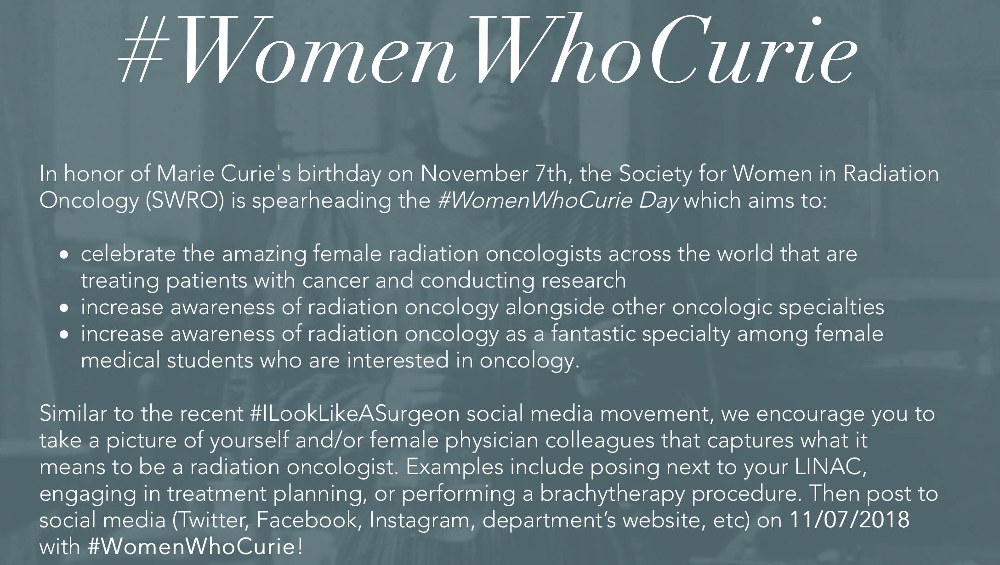 #WomenWhoCurie
In honor of Marie Curie's birthday on November 7th, the Society for Women in Radiation
Oncology (SWRO) is spearheading the #WomenWhoCurie Day which aims to:
• celebrate the amazing female radiation oncologists across the world that are
treating patients with cancer and conducting research
• increase awareness of radiation oncology alongside other oncologic specialties
• increase awareness of radiation oncology as a fantastic specialty among female
medical students who are interested in oncology.
Similar to the recent #ILookLikeASurgeon social media movement, we encourage you to
take a picture of yourself and/or female physician colleagues that captures what it
means to be a radiation oncologist. Examples include posing next to your LINAC,
engaging in treatment planning, or performing a brachytherapy procedure. Then post to
social media (Twitter, Facebook, Instagram, department’s website, etc) on 11/07/2018
with #WomenWhoCurie!